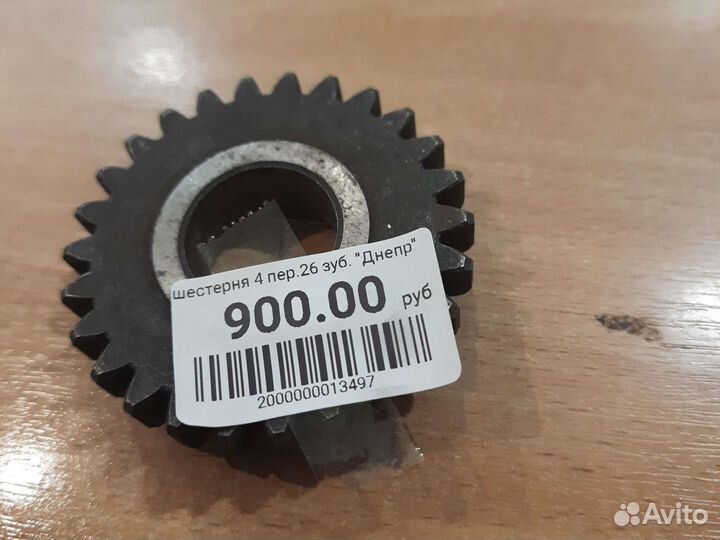 шестерня 4 пер.26 зуб. "Днепр"
900.00 руб
2000000013497
Avito